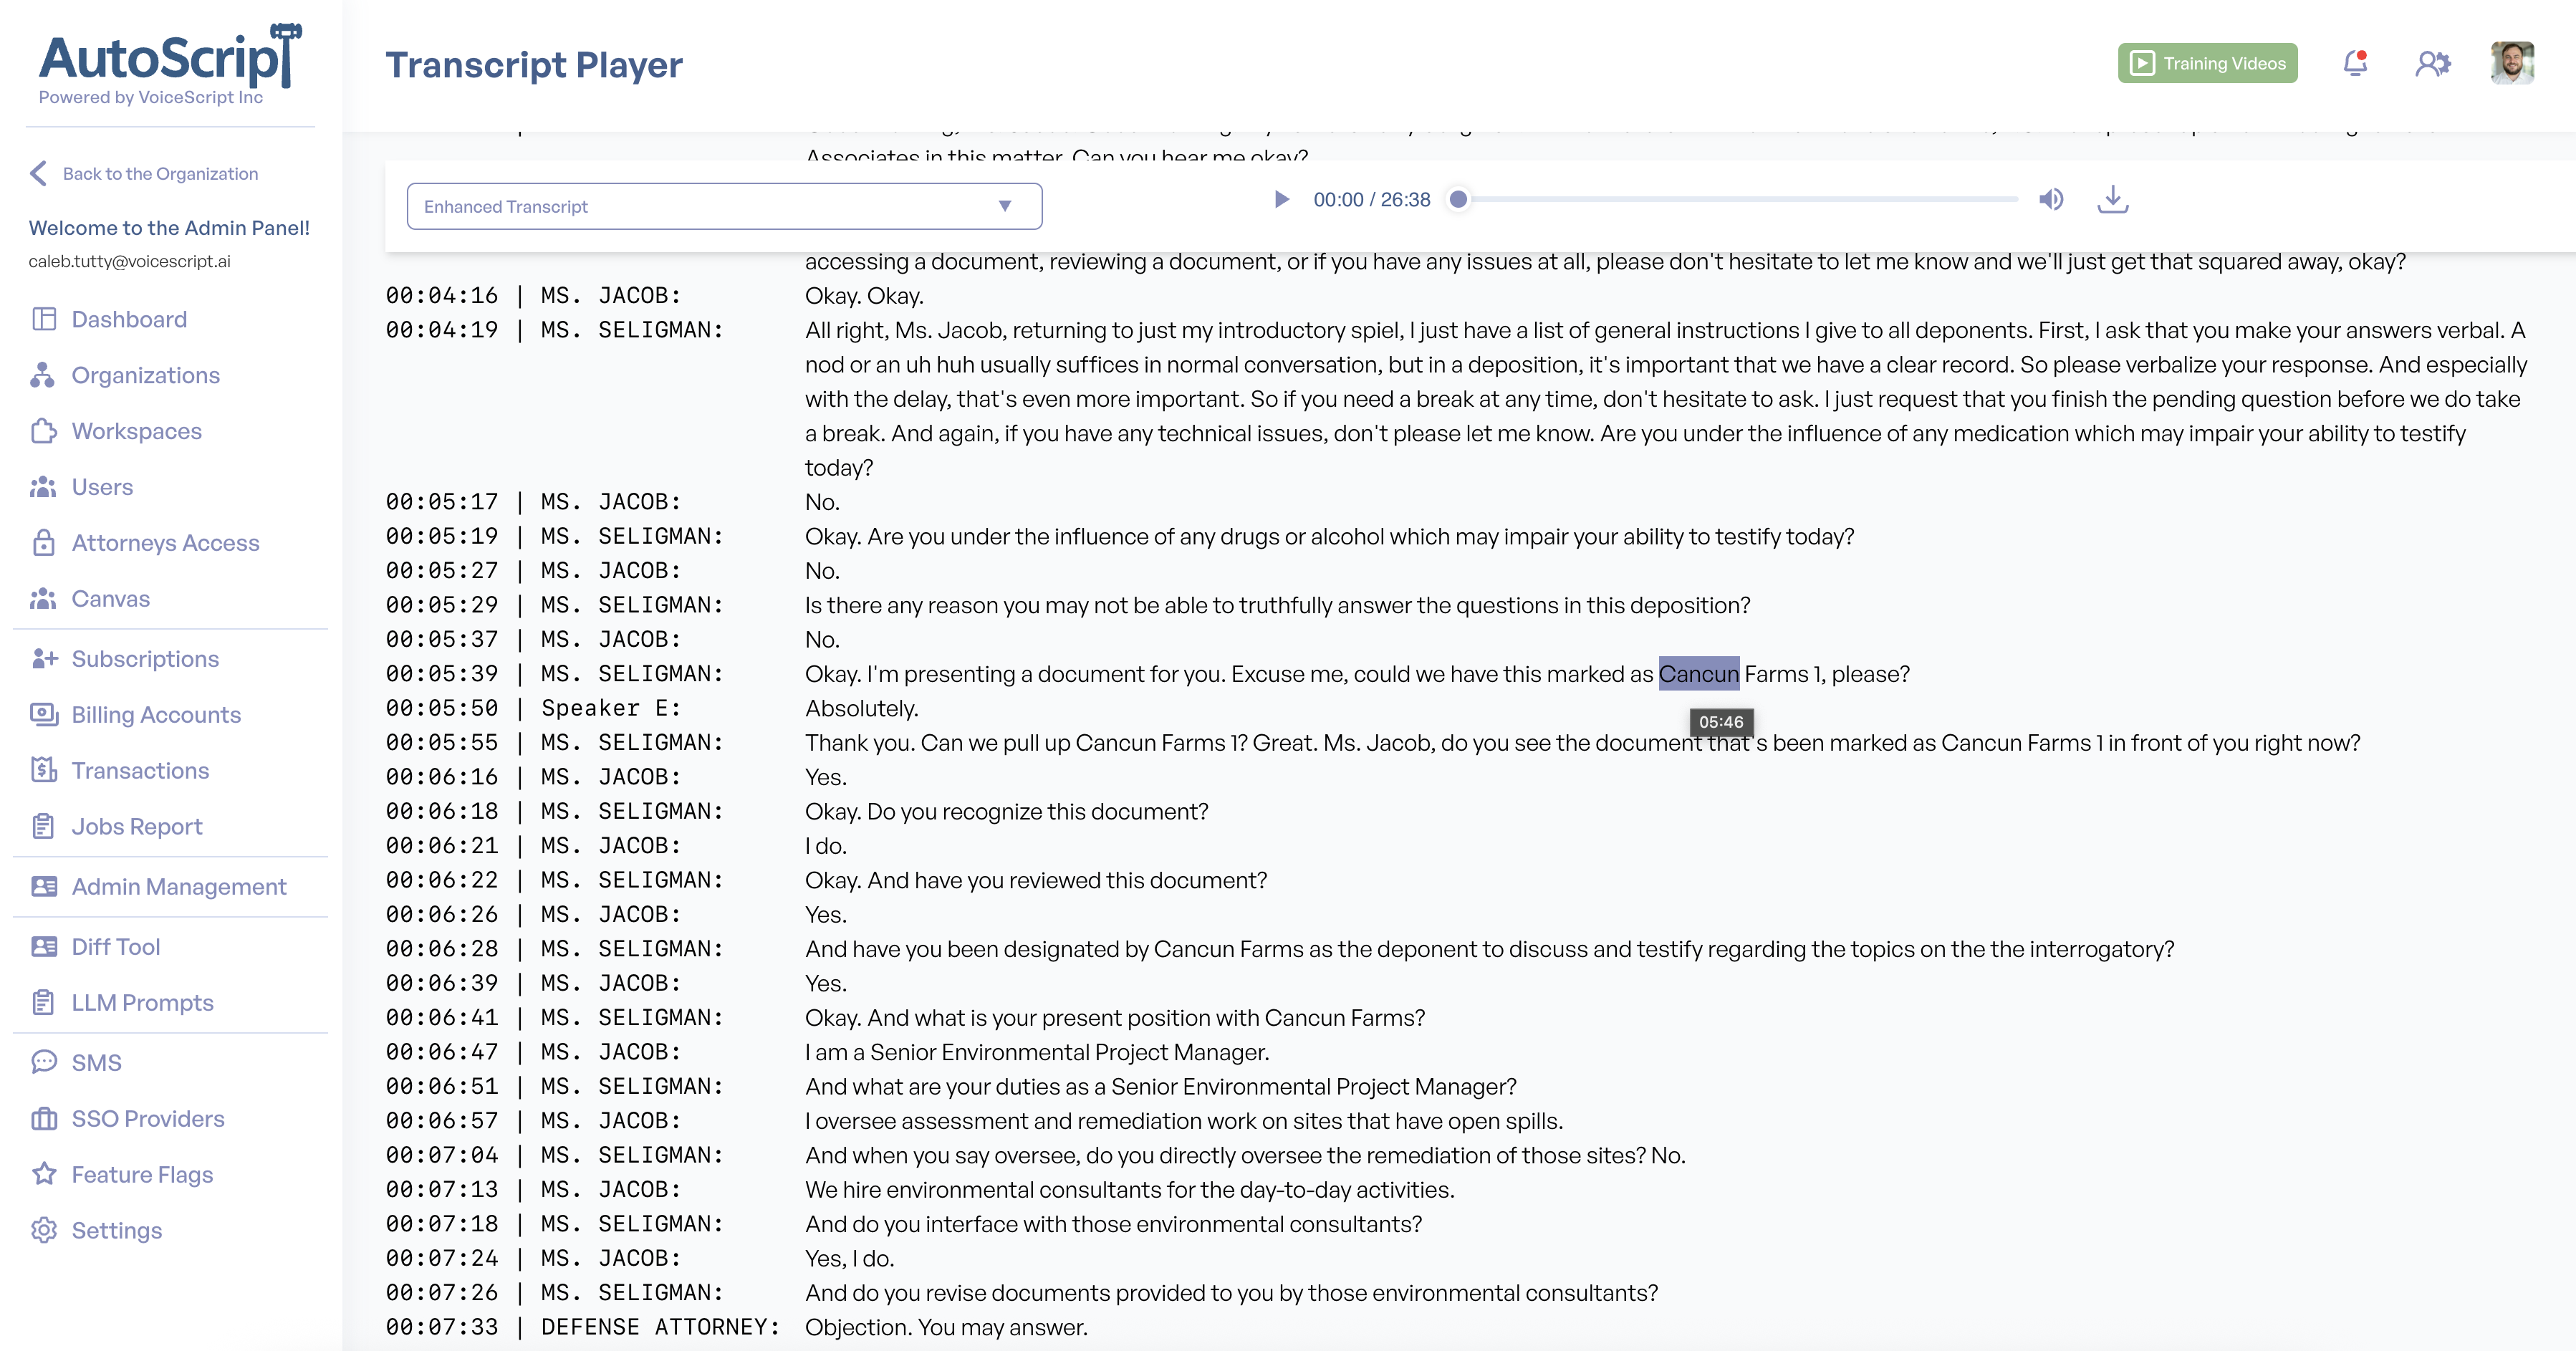 AutoScript
Powered by VoiceScript Inc
Back to the Organization
Welcome to the Admin Panel!
caleb.tutty@voicescript.ai
Dashboard
Organizations
Workspaces
Users
Attorneys Access
Canvas
Subscriptions
Billing Accounts
Transactions
Jobs Report
Admin Management
Diff Tool
LLM Prompts
SMS
SSO Providers
Feature Flags
Settings
Transcript Player
Training Videos
Associates in this matter. Can you hear me okay?
Enhanced Transcript
00:00 / 26:38
accessing a document, reviewing a document, or if you have any issues at all, please don't hesitate to let me know and we'll just get that squared away, okay?
00:04:16 | MS. JACOB: Okay. Okay.
00:04:19 | MS. SELIGMAN: All right, Ms. Jacob, returning to just my introductory spiel, I just have a list of general instructions I give to all deponents. First, I ask that you make your answers verbal. A
nod or an uh huh usually suffices in normal conversation, but in a deposition, it's important that we have a clear record. So please verbalize your response. And especially
with the delay, that's even more important. So if you need a break at any time, don't hesitate to ask. I just request that you finish the pending question before we do take
a break. And again, if you have any technical issues, don't please let me know. Are you under the influence of any medication which may impair your ability to testify
today?
00:05:17 | MS. JACOB: No.
00:05:19 | MS. SELIGMAN: Okay. Are you under the influence of any drugs or alcohol which may impair your ability to testify today?
00:05:27 | MS. JACOB: No.
00:05:29 | MS. SELIGMAN: Is there any reason you may not be able to truthfully answer the questions in this deposition?
00:05:37 | MS. JACOB: No.
00:05:39 | MS. SELIGMAN: Okay. I'm presenting a document for you. Excuse me, could we have this marked as Cancun Farms 1, please?
00:05:50 | Speaker E: Absolutely.
05:46
00:05:55 | MS. SELIGMAN: Thank you. Can we pull up Cancun Farms 1? Great. Ms. Jacob, do you see the document that's been marked as Cancun Farms 1 in front of you right now?
00:06:16 | MS. JACOB: Yes.
00:06:18 | MS. SELIGMAN: Okay. Do you recognize this document?
00:06:21 | MS. JACOB: I do.
00:06:22 | MS. SELIGMAN: Okay. And have you reviewed this document?
00:06:26 | MS. JACOB: Yes.
00:06:28 | MS. SELIGMAN: And have you been designated by Cancun Farms as the deponent to discuss and testify regarding the topics on the the interrogatory?
00:06:39 | MS. JACOB: Yes.
00:06:41 | MS. SELIGMAN: Okay. And what is your present position with Cancun Farms?
00:06:47 | MS. JACOB: I am a Senior Environmental Project Manager.
00:06:51 | MS. SELIGMAN: And what are your duties as a Senior Environmental Project Manager?
00:06:57 | MS. JACOB: I oversee assessment and remediation work on sites that have open spills.
00:07:04 | MS. SELIGMAN: And when you say oversee, do you directly oversee the remediation of those sites? No.
00:07:13 | MS. JACOB: We hire environmental consultants for the day-to-day activities.
00:07:18 | MS. SELIGMAN: And do you interface with those environmental consultants?
00:07:24 | MS. JACOB: Yes, I do.
00:07:26 | MS. SELIGMAN: And do you revise documents provided to you by those environmental consultants?
00:07:33 | DEFENSE ATTORNEY: Objection. You may answer.